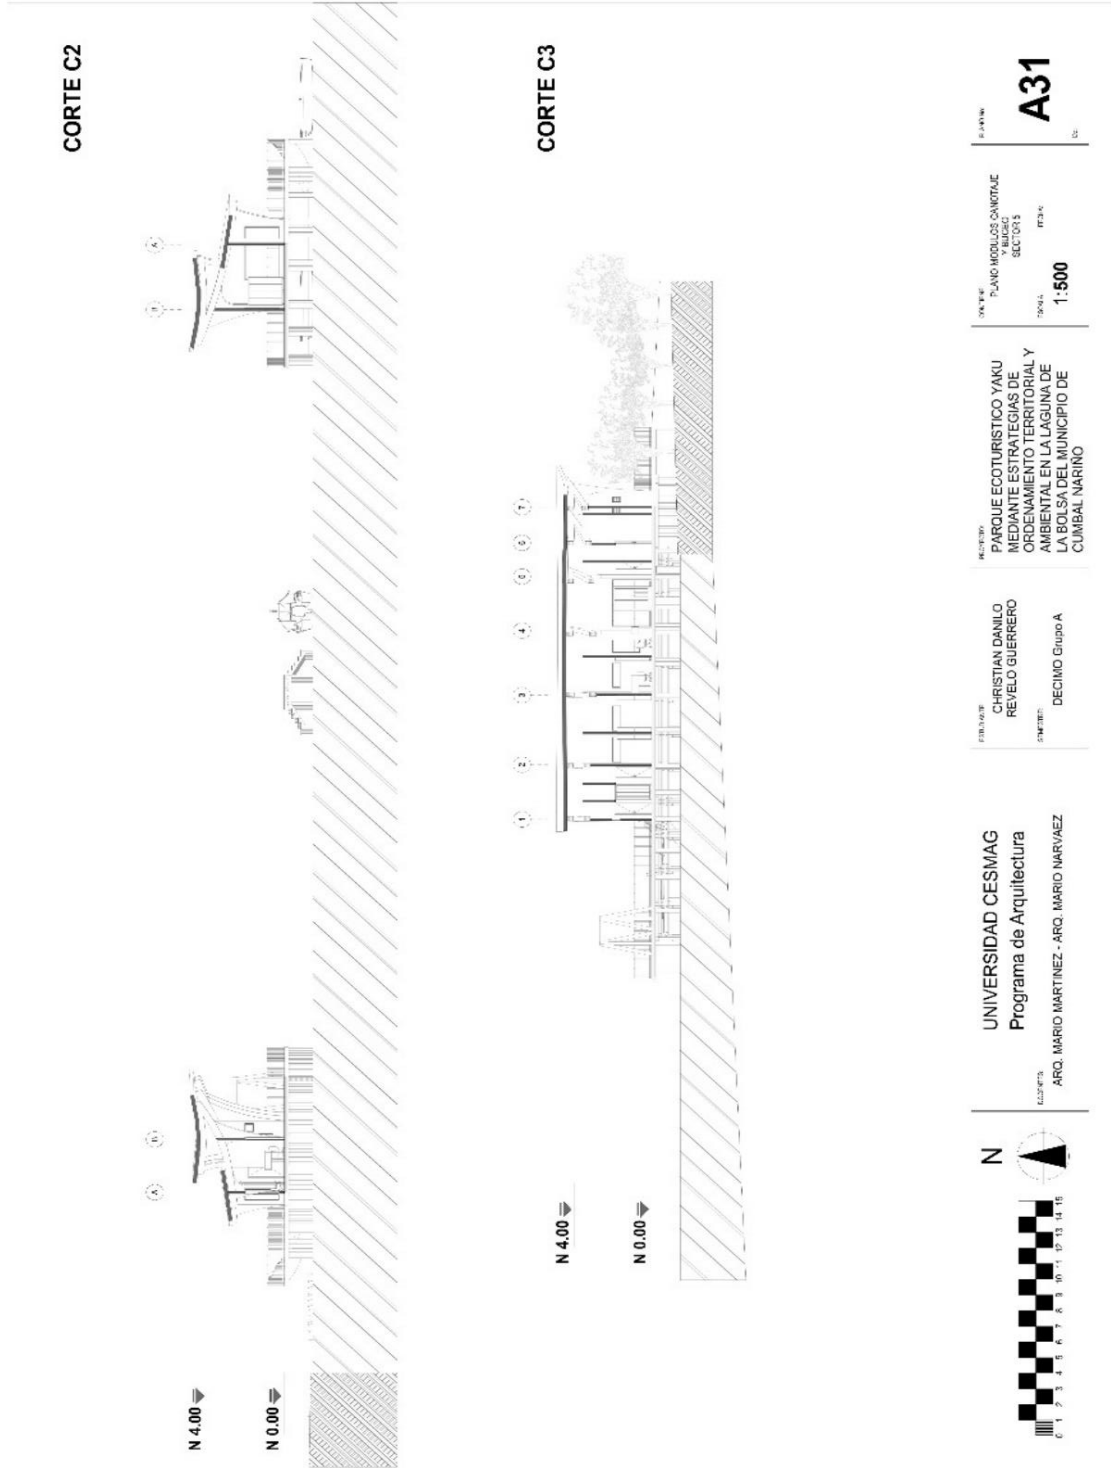 CORTE C2
A
B
B
A
N 4.00
N 0.00
CORTE C3
1
2
3
4
5
6
7
N 4.00
N 0.00
0 1 2 3 4 5 6 7 8 9 10 11 12 13 14 15
N
UNIVERSIDAD CESMAG
Programa de Arquitectura
ARQ. MARIO MARTINEZ - ARQ. MARIO NARVAEZ
CHRISTIAN DANILO
REVELO GUERRERO
DECIMO Grupo A
PARQUE ECOTURISTICO YAKU
MEDIANTE ESTRATEGIAS DE
ORDENAMIENTO TERRITORIAL Y
AMBIENTAL EN LA LAGUNA DE
LA BOLSA DEL MUNICIPIO DE
CUMBAL NARIÑO
PLANO MODULOS CANOTAJE
Y BUCEO
SECTOR 5
1:500
A31